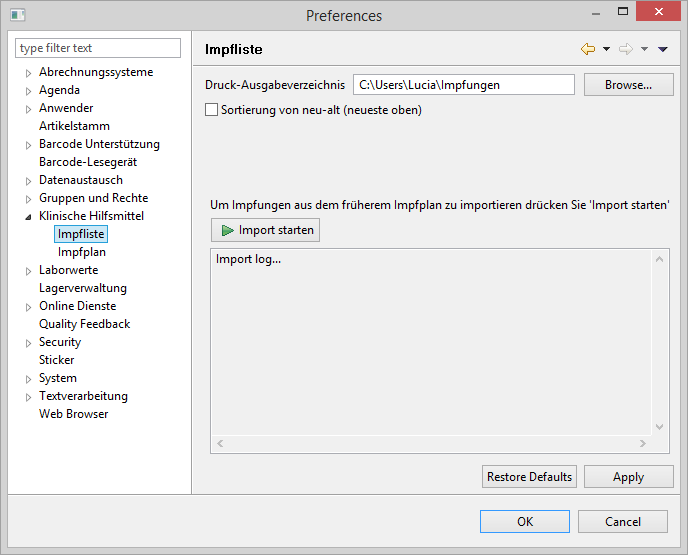 Preferences
type filter text
Abrechnungssysteme
Agenda
Anwender
Artikelstamm
Barcode Unterstützung
Barcode-Lesegerät
Datenaustausch
Gruppen und Rechte
Klinische Hilfsmittel
Impfliste
Impfplan
Laborwerte
Lagerverwaltung
Online Dienste
Quality Feedback
Security
Sticker
System
Textverarbeitung
Web Browser
Impfliste
Druck-Ausgabeverzeichnis C:\Users\Lucia\Impfungen Browse...
Sortierung von neu-alt (neueste oben)
Um Impfungen aus dem früherem Impfplan zu importieren drücken Sie 'Import starten'
Import starten
Import log...
Restore Defaults Apply
OK Cancel